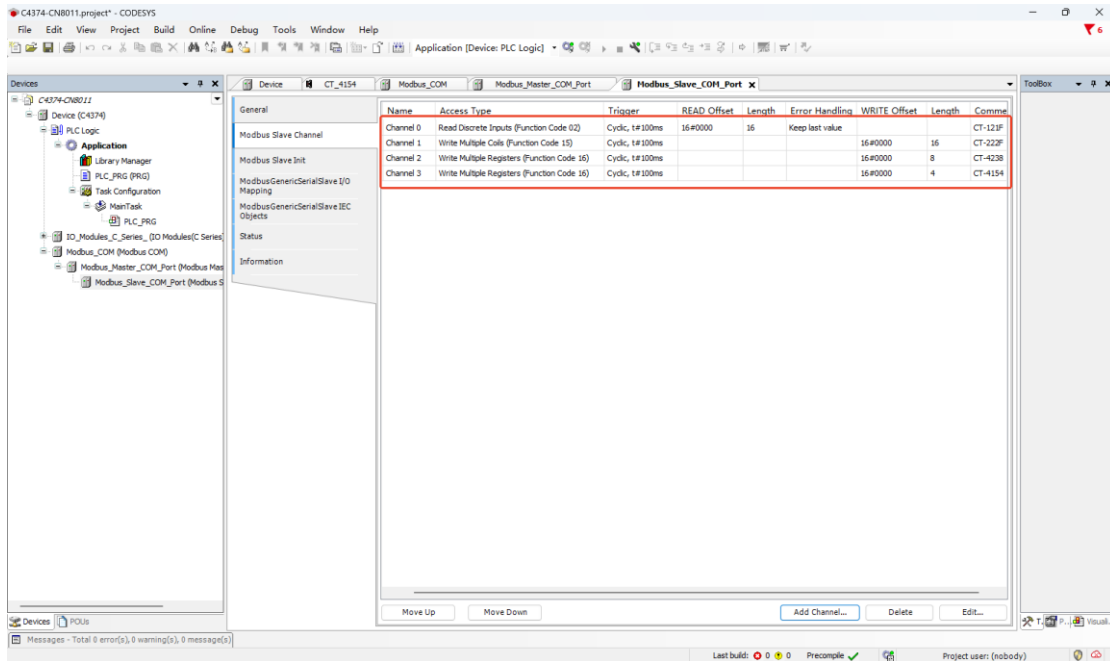 C4374-CN8011.project* - CODESYS
File Edit View Project Build Online Debug Tools Window Help
6
Application [Device: PLC Logic]
Devices
C4374-CN8011
Device (C4374)
PLC Logic
Application
Library Manager
PLC_PRG (PRG)
Task Configuration
MainTask
PLC_PRG
IO_Modules_C_Series_ (IO Modules(C Series
Modbus_COM (Modbus COM)
Modbus_Master_COM_Port (Modbus Mas
Modbus_Slave_COM_Port (Modbus S
Devices POUs
Device CT_4154 Modbus_COM Modbus_Master_COM_Port Modbus_Slave_COM_Port
General
Modbus Slave Channel
Modbus Slave Init
ModbusGenericSerialSlave I/O
Mapping
ModbusGenericSerialSlave IEC
Objects
Status
Information
Name Access Type Trigger READ Offset Length Error Handling WRITE Offset Length Comme
Channel 0 Read Discrete Inputs (Function Code 02) Cyclic, t#100ms 16#0000 16 Keep last value CT-121F
Channel 1 Write Multiple Coils (Function Code 15) Cyclic, t#100ms 16#0000 16 CT-222F
Channel 2 Write Multiple Registers (Function Code 16) Cyclic, t#100ms 16#0000 8 CT-4238
Channel 3 Write Multiple Registers (Function Code 16) Cyclic, t#100ms 16#0000 4 CT-4154
Move Up Move Down Add Channel... Delete Edit...
ToolBox
T. P... Visuali.
Messages - Total 0 error(s), 0 warning(s), 0 message(s)
Last build: 0 0 Precompile Project user: (nobody)